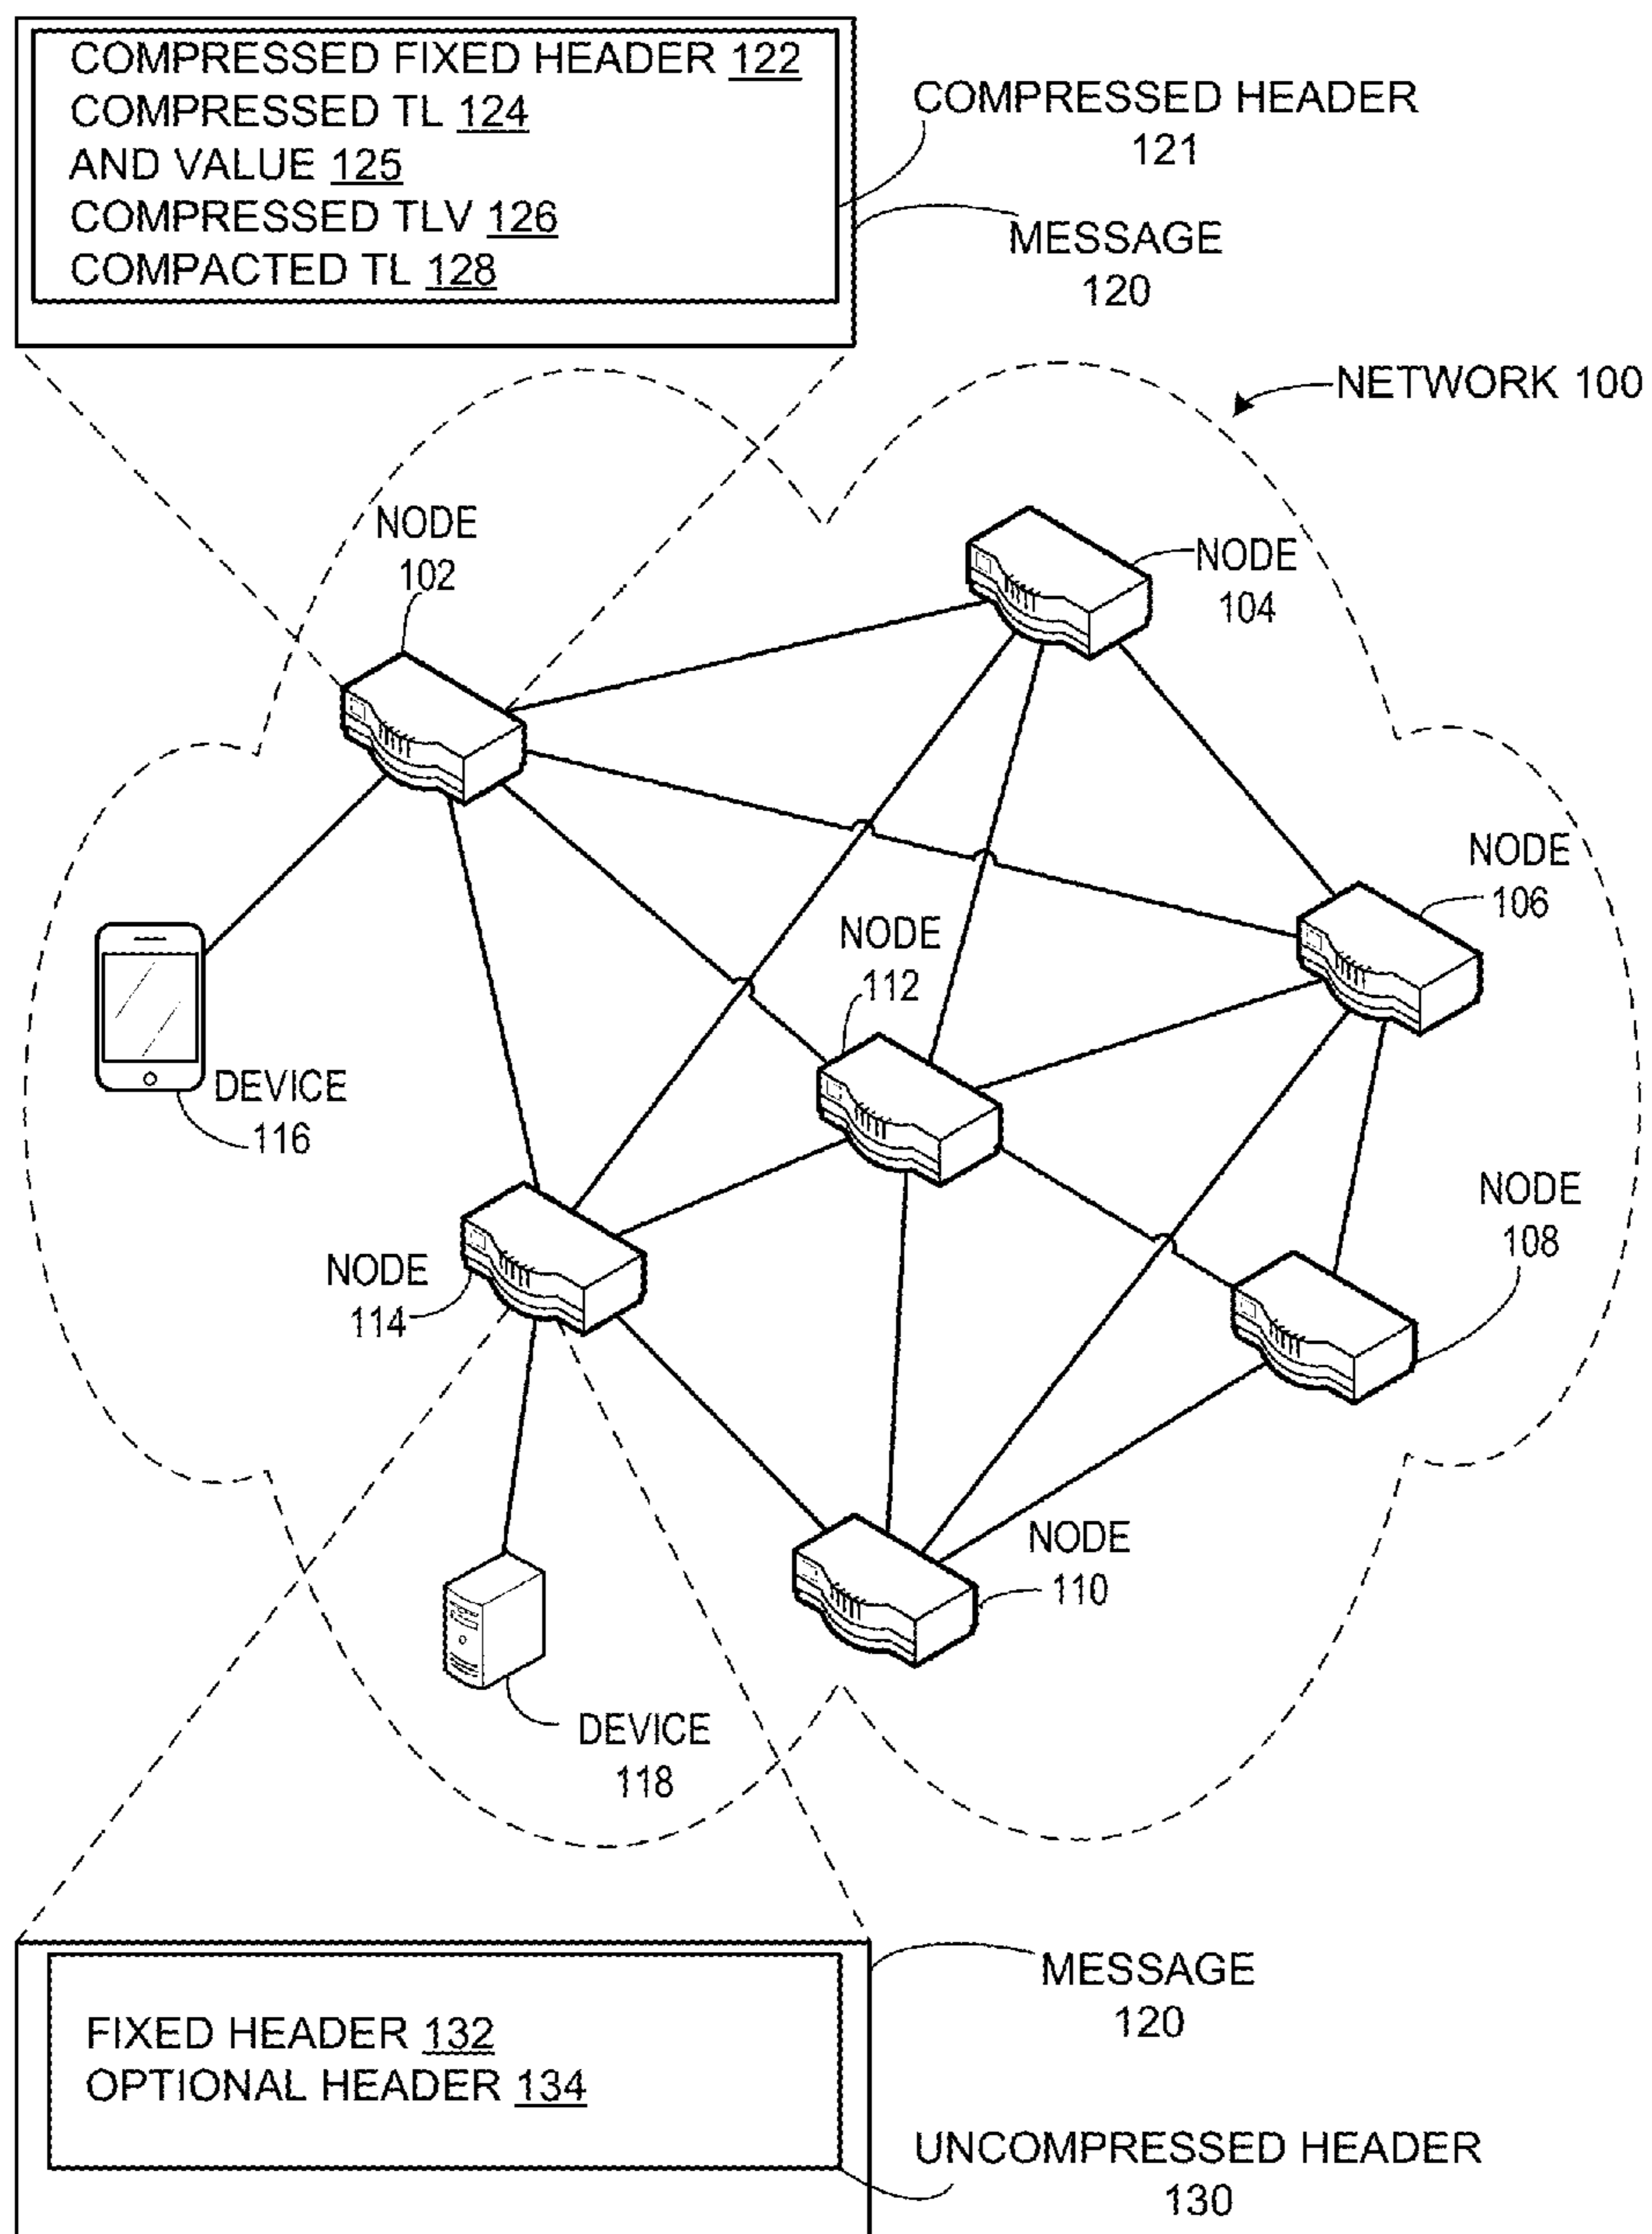 COMPRESSED FIXED HEADER 122
COMPRESSED TL 124
AND VALUE 125
COMPRESSED TLV 126
COMPACTED TL 128
COMPRESSED HEADER
121
MESSAGE
120
NETWORK 100
NODE
102
NODE
104
NODE
106
NODE
112
DEVICE
116
NODE
108
NODE
114
NODE
110
DEVICE
118
MESSAGE
120
FIXED HEADER 132
OPTIONAL HEADER 134
UNCOMPRESSED HEADER
130